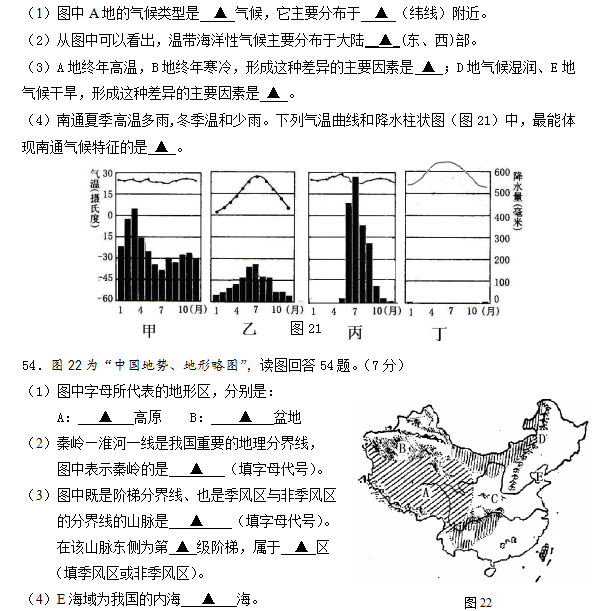 （1）图中A地的气候类型是 ▲ 气候，它主要分布于 ▲ （纬线）附近。
（2）从图中可以看出，温带海洋性气候主要分布于大陆 ▲ （东、西)部。
（3）A地终年高温，B地终年寒冷，形成这种差异的主要因素是 ▲ ；D地气候湿润、E地
气候干旱，形成这种差异的主要因素是 ▲ 。
（4）南通夏季高温多雨,冬季温和少雨。下列气温曲线和降水柱状图（图21）中，最能体
现南通气候特征的是 ▲ 。
气温(摄氏度)
30
15
0
-15
-30
-45
-60
1 4 7 10(月)
甲
1 4 7 10(月)
乙
1 4 7 10(月)
丙
1 4 7 10(月)
丁
降水量(毫米)
600
500
400
300
200
100
0
图21
54．图22为“中国地势、地形略图”，读图回答54题。（7分）
（1）图中字母所代表的地形区，分别是：
A： ▲ 高原 B： ▲ 盆地
（2）秦岭－淮河一线是我国重要的地理分界线，
图中表示秦岭的是 ▲ （填字母代号）。
（3）图中既是阶梯分界线、也是季风区与非季风区
的分界线的山脉是 ▲ （填字母代号）。
在该山脉东侧为第 ▲ 级阶梯，属于 ▲ 区
（填季风区或非季风区）。
（4）E海域为我国的内海 ▲ 海。
A
B
C
D
E
图22